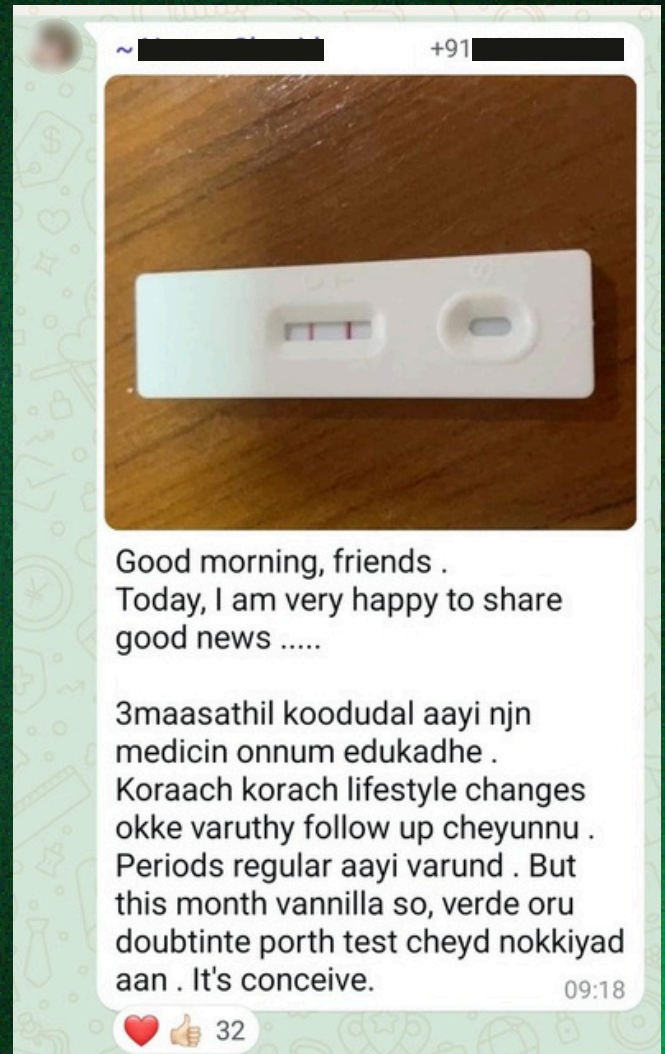 ~
+91
Good morning, friends .
Today, I am very happy to share
good news .....
3maasathil koodudal aayi njn
medicin onnum edukadhe .
Koraach korach lifestyle changes
okke varuthy follow up cheyunnu .
Periods regular aayi varund . But
this month vannilla so, verde oru
doubtinte porth test cheyd nokkiyad
aan . It's conceive.
09:18
32